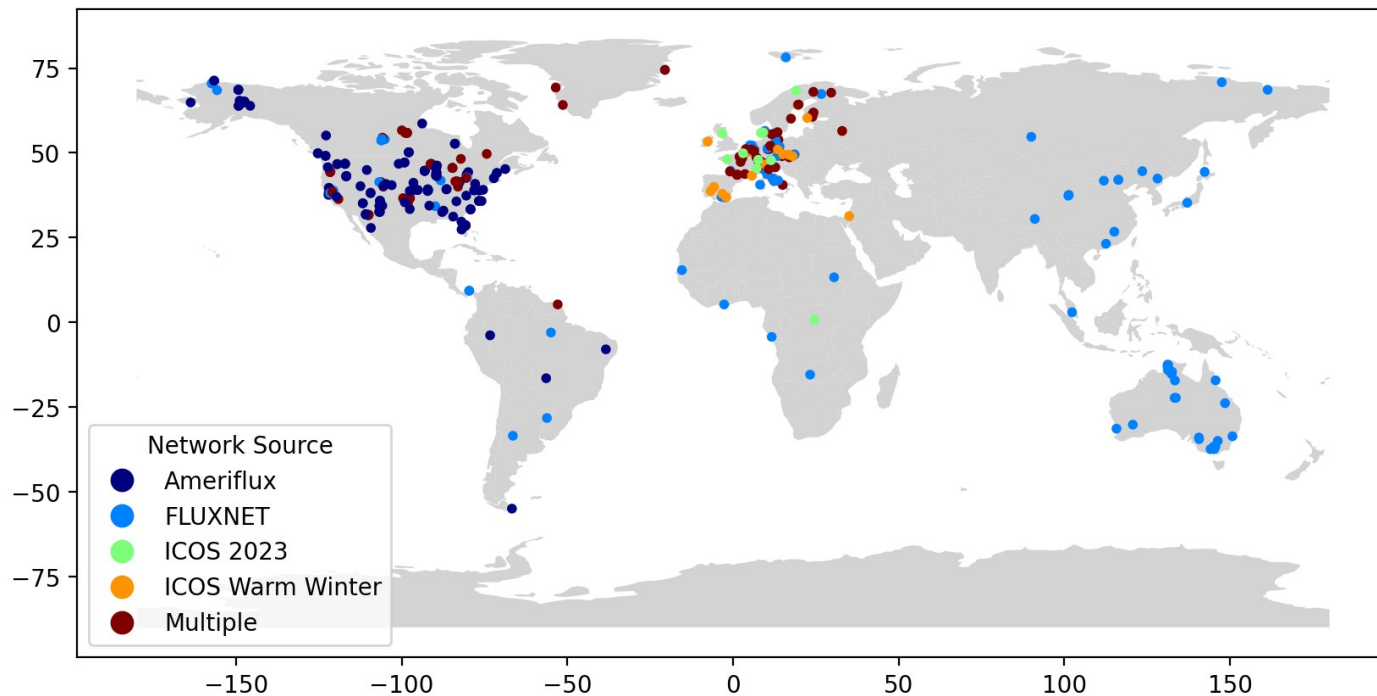 75
50
25
0
−25
−50
−75
Network Source
Ameriflux
FLUXNET
ICOS 2023
ICOS Warm Winter
Multiple
−150
−100
−50
0
50
100
150